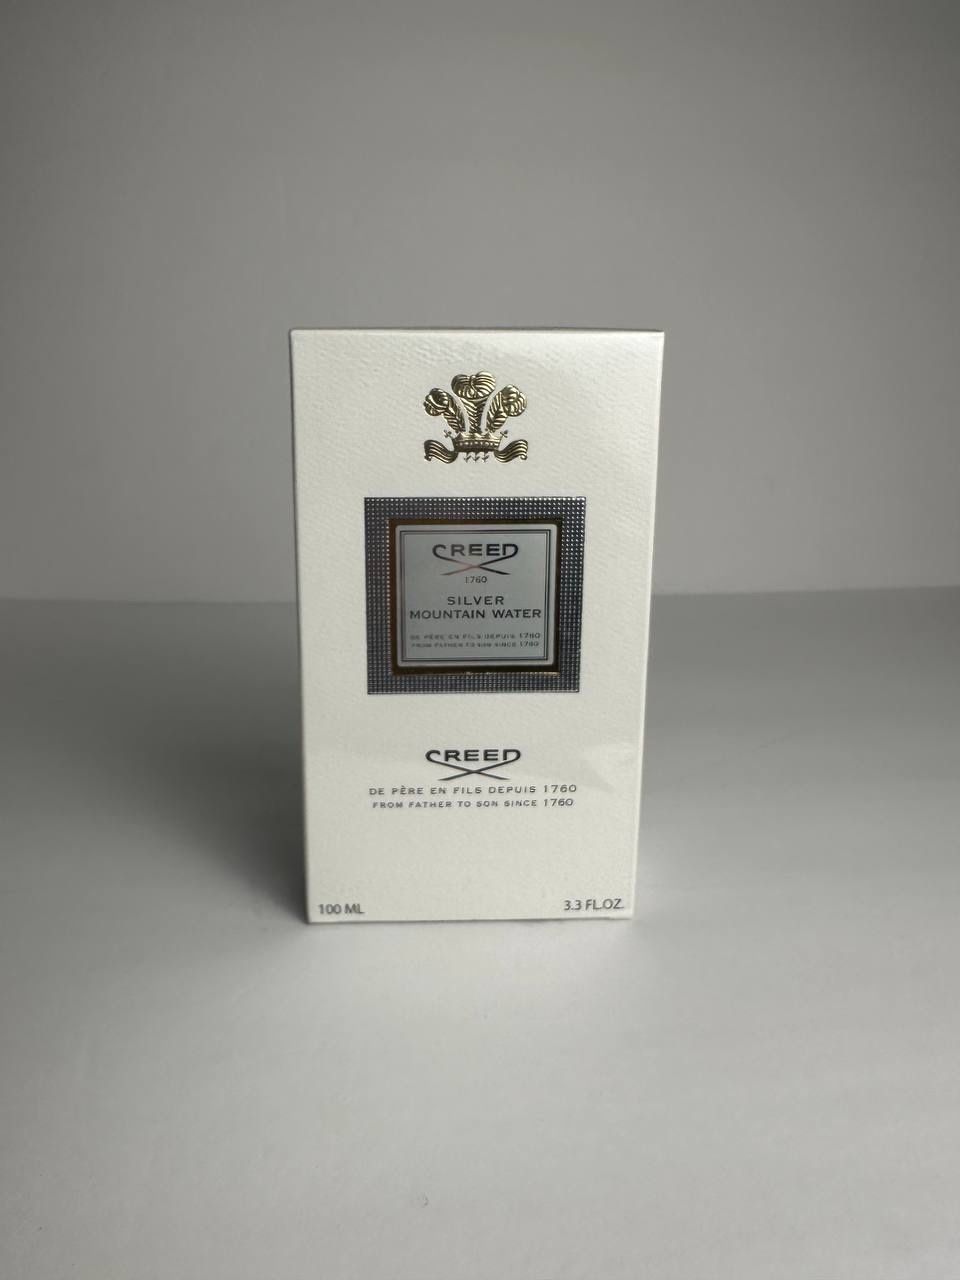 CREED
1760
SILVER
MOUNTAIN WATER
DE PÈRE EN FILS DEPUIS 1760
FROM FATHER TO SON SINCE 1760
CREED
DE PÈRE EN FILS DEPUIS 1760
FROM FATHER TO SON SINCE 1760
100 ML
3.3 FL.OZ.